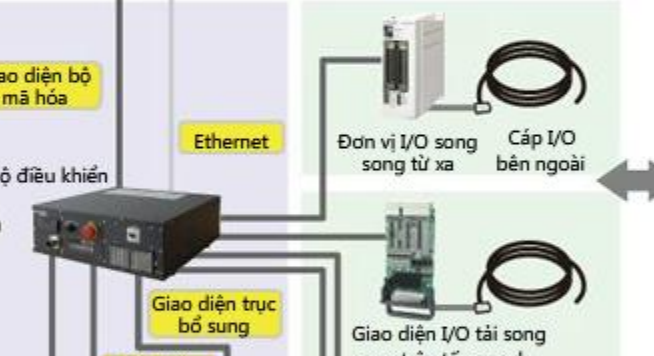 ao diện bộ
mã hóa
Ethernet
Đơn vị I/O song
song từ xa
Cáp I/O
bên ngoài
ộ điều khiển
Giao diện trục
bổ sung
Giao diện I/O tải song